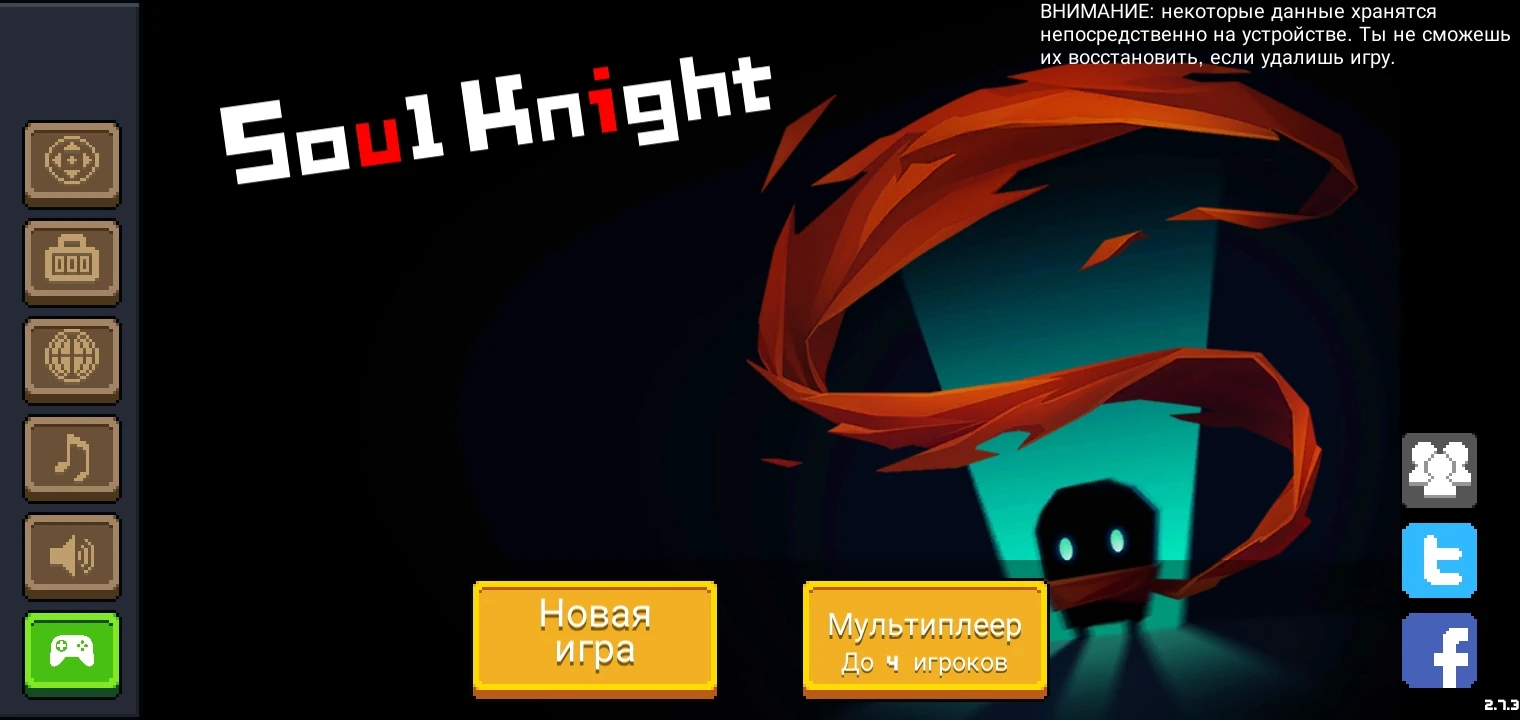 ВНИМАНИЕ: некоторые данные хранятся
непосредственно на устройстве. Ты не сможешь
их восстановить, если удалишь игру.
Soul Knight
Новая
игра
Мультиплеер
До 4 игроков
2.7.3